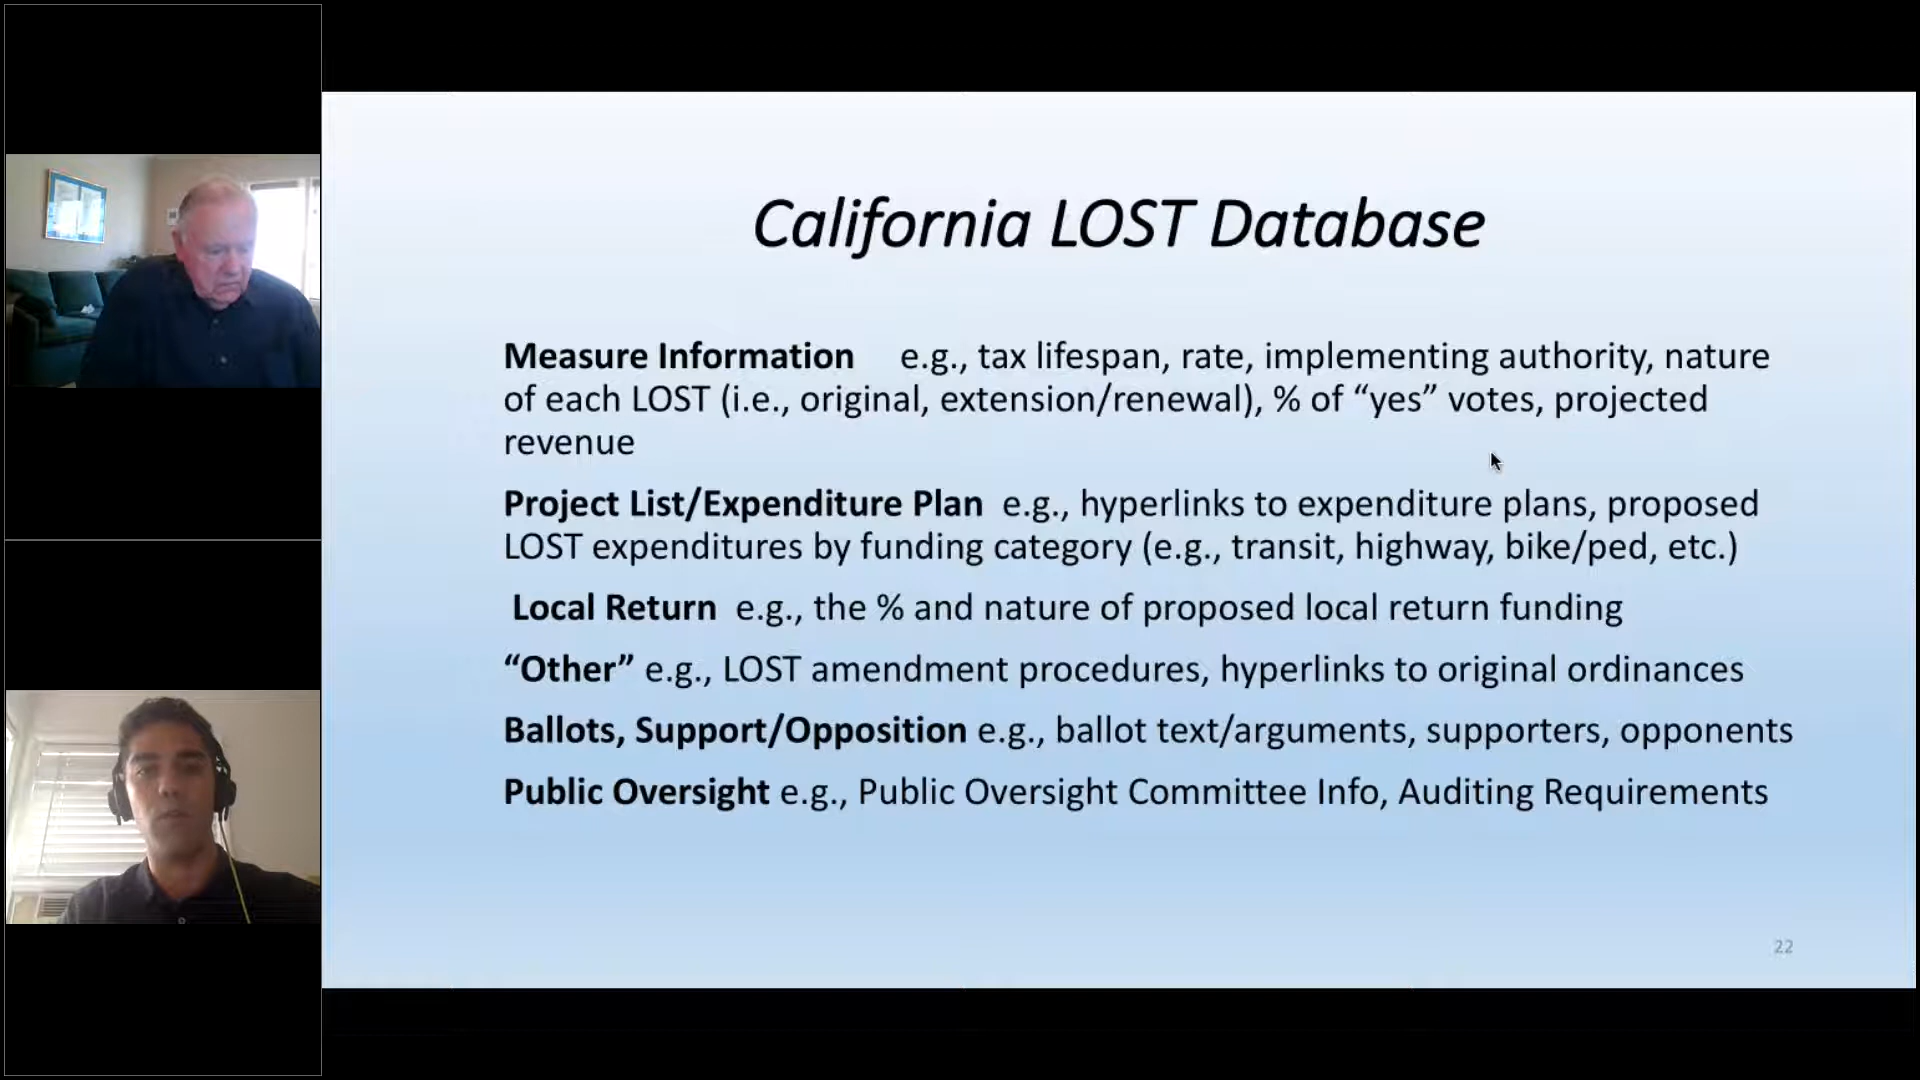 California LOST Database
Measure Information e.g., tax lifespan, rate, implementing authority, nature
of each LOST (i.e., original, extension/renewal), % of “yes” votes, projected
revenue
Project List/Expenditure Plan e.g., hyperlinks to expenditure plans, proposed
LOST expenditures by funding category (e.g., transit, highway, bike/ped, etc.)
Local Return e.g., the % and nature of proposed local return funding
“Other” e.g., LOST amendment procedures, hyperlinks to original ordinances
Ballots, Support/Opposition e.g., ballot text/arguments, supporters, opponents
Public Oversight e.g., Public Oversight Committee Info, Auditing Requirements
22